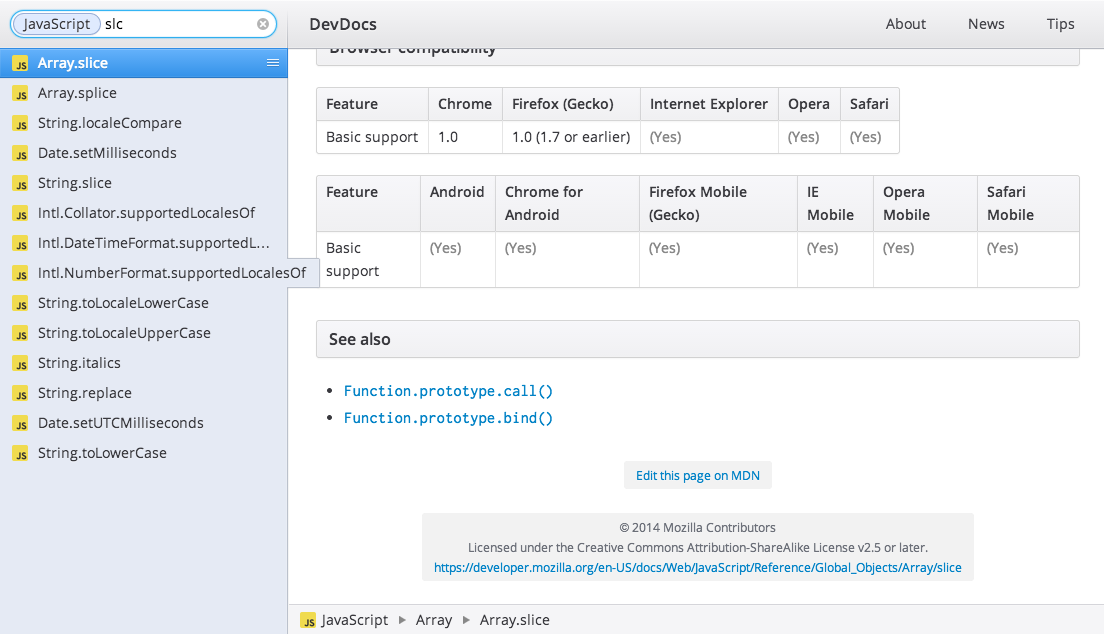 JavaScript slc
DevDocs
About News Tips
JS Array.slice
JS Array.splice
JS String.localeCompare
JS Date.setMilliseconds
JS String.slice
JS Intl.Collator.supportedLocalesOf
JS Intl.DateTimeFormat.supportedL...
JS Intl.NumberFormat.supportedLocalesOf
JS String.toLocaleLowerCase
JS String.toLocaleUpperCase
JS String.italics
JS String.replace
JS Date.setUTCMilliseconds
JS String.toLowerCase
Browser compatibility
Feature Chrome Firefox (Gecko) Internet Explorer Opera Safari
Basic support 1.0 1.0 (1.7 or earlier) (Yes) (Yes) (Yes)
Feature Android Chrome for Android Firefox Mobile (Gecko) IE Mobile Opera Mobile Safari Mobile
Basic support (Yes) (Yes) (Yes) (Yes) (Yes) (Yes)
See also
• Function.prototype.call()
• Function.prototype.bind()
Edit this page on MDN
© 2014 Mozilla Contributors
Licensed under the Creative Commons Attribution-ShareAlike License v2.5 or later.
https://developer.mozilla.org/en-US/docs/Web/JavaScript/Reference/Global_Objects/Array/slice
JS JavaScript Array Array.slice